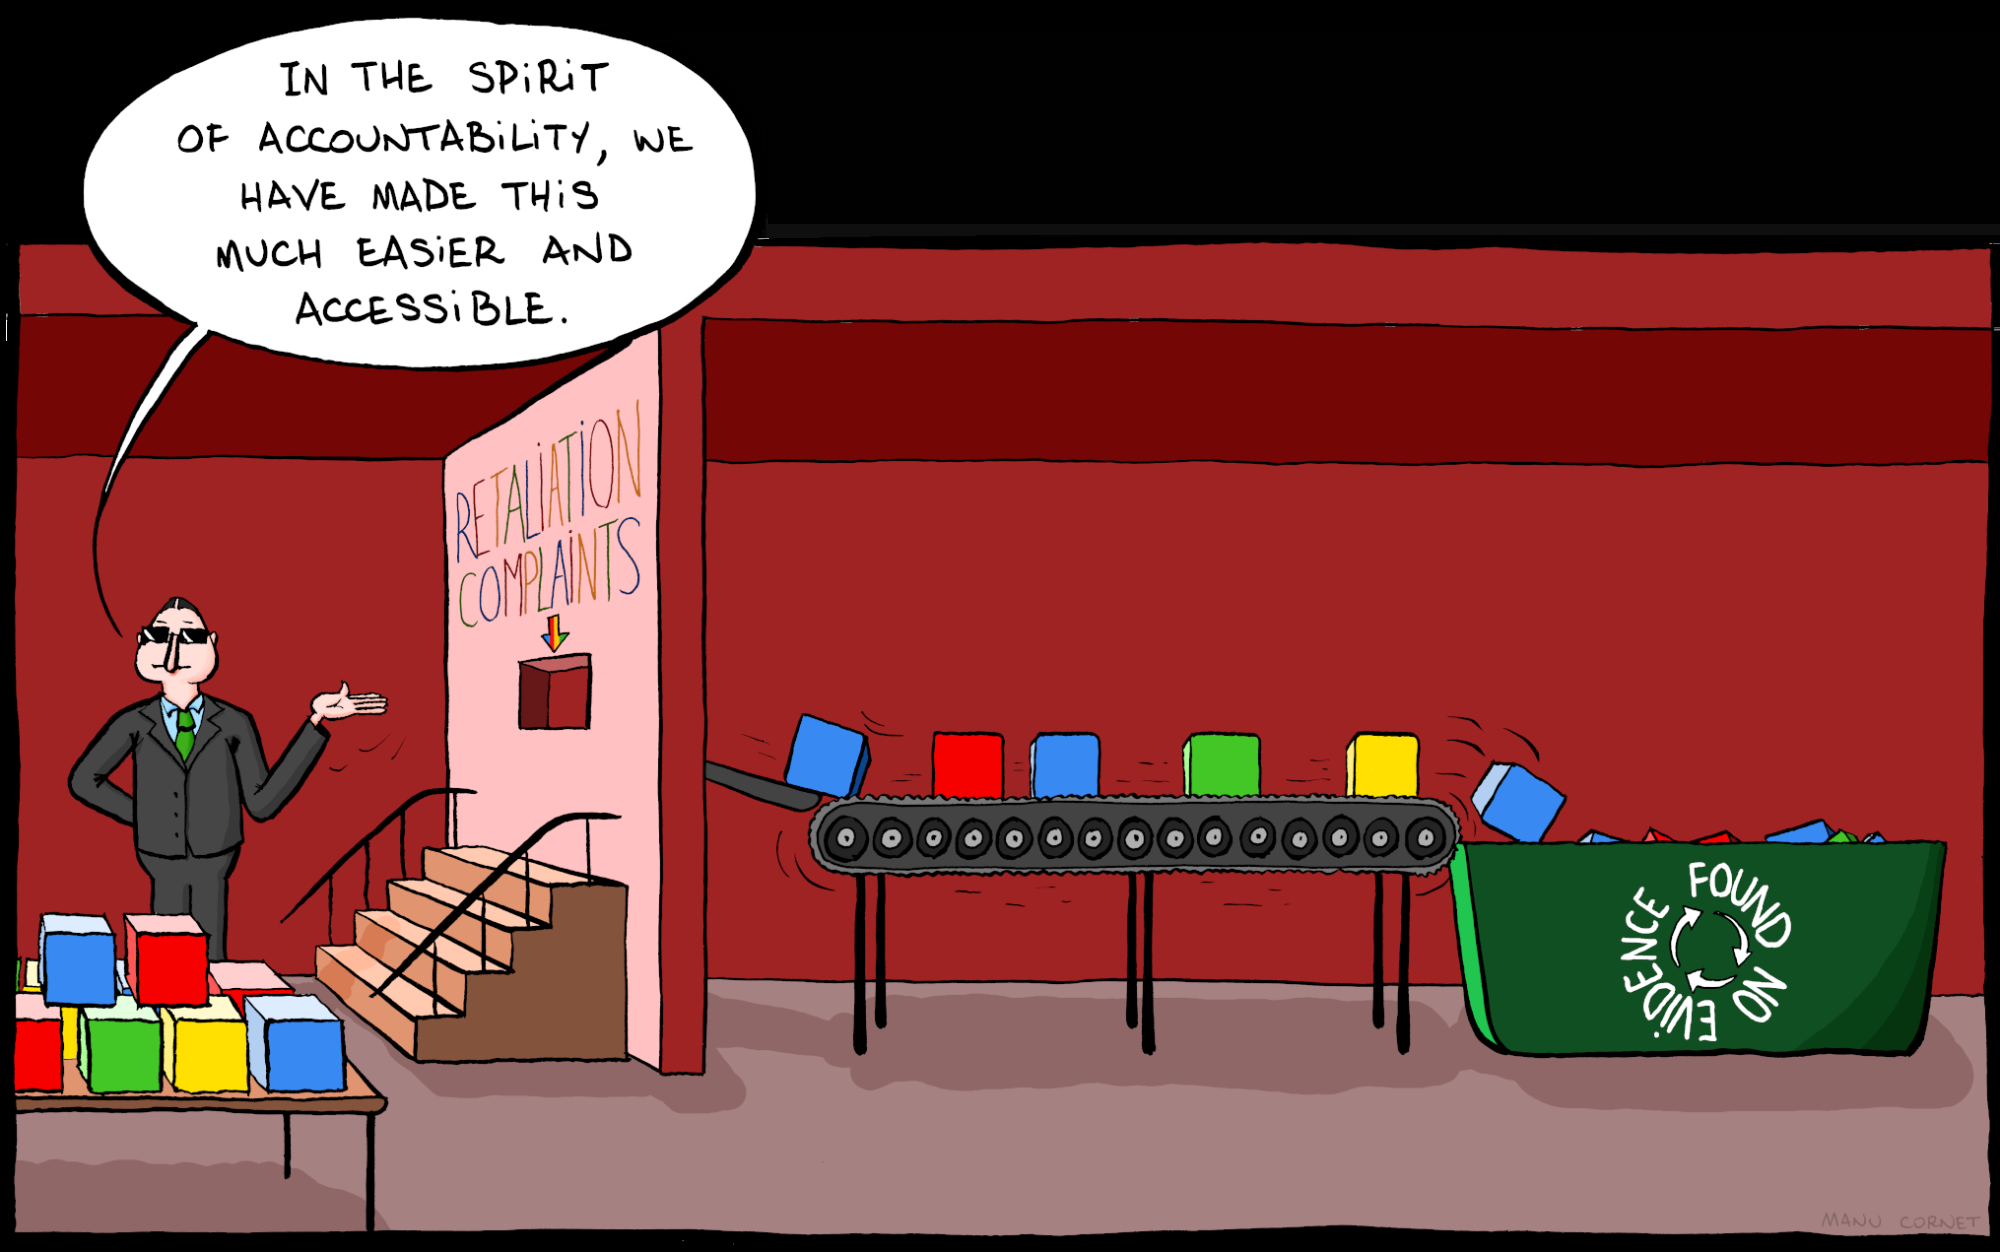 IN THE SPiRiT
OF ACCOUNTABiLiTY, WE
HAVE MADE THiS
MUCH EASiER AND
ACCESSiBLE.
RETALiATiON
COMPLAiNTS
FOUND NO EViDENCE
MANU CORNET